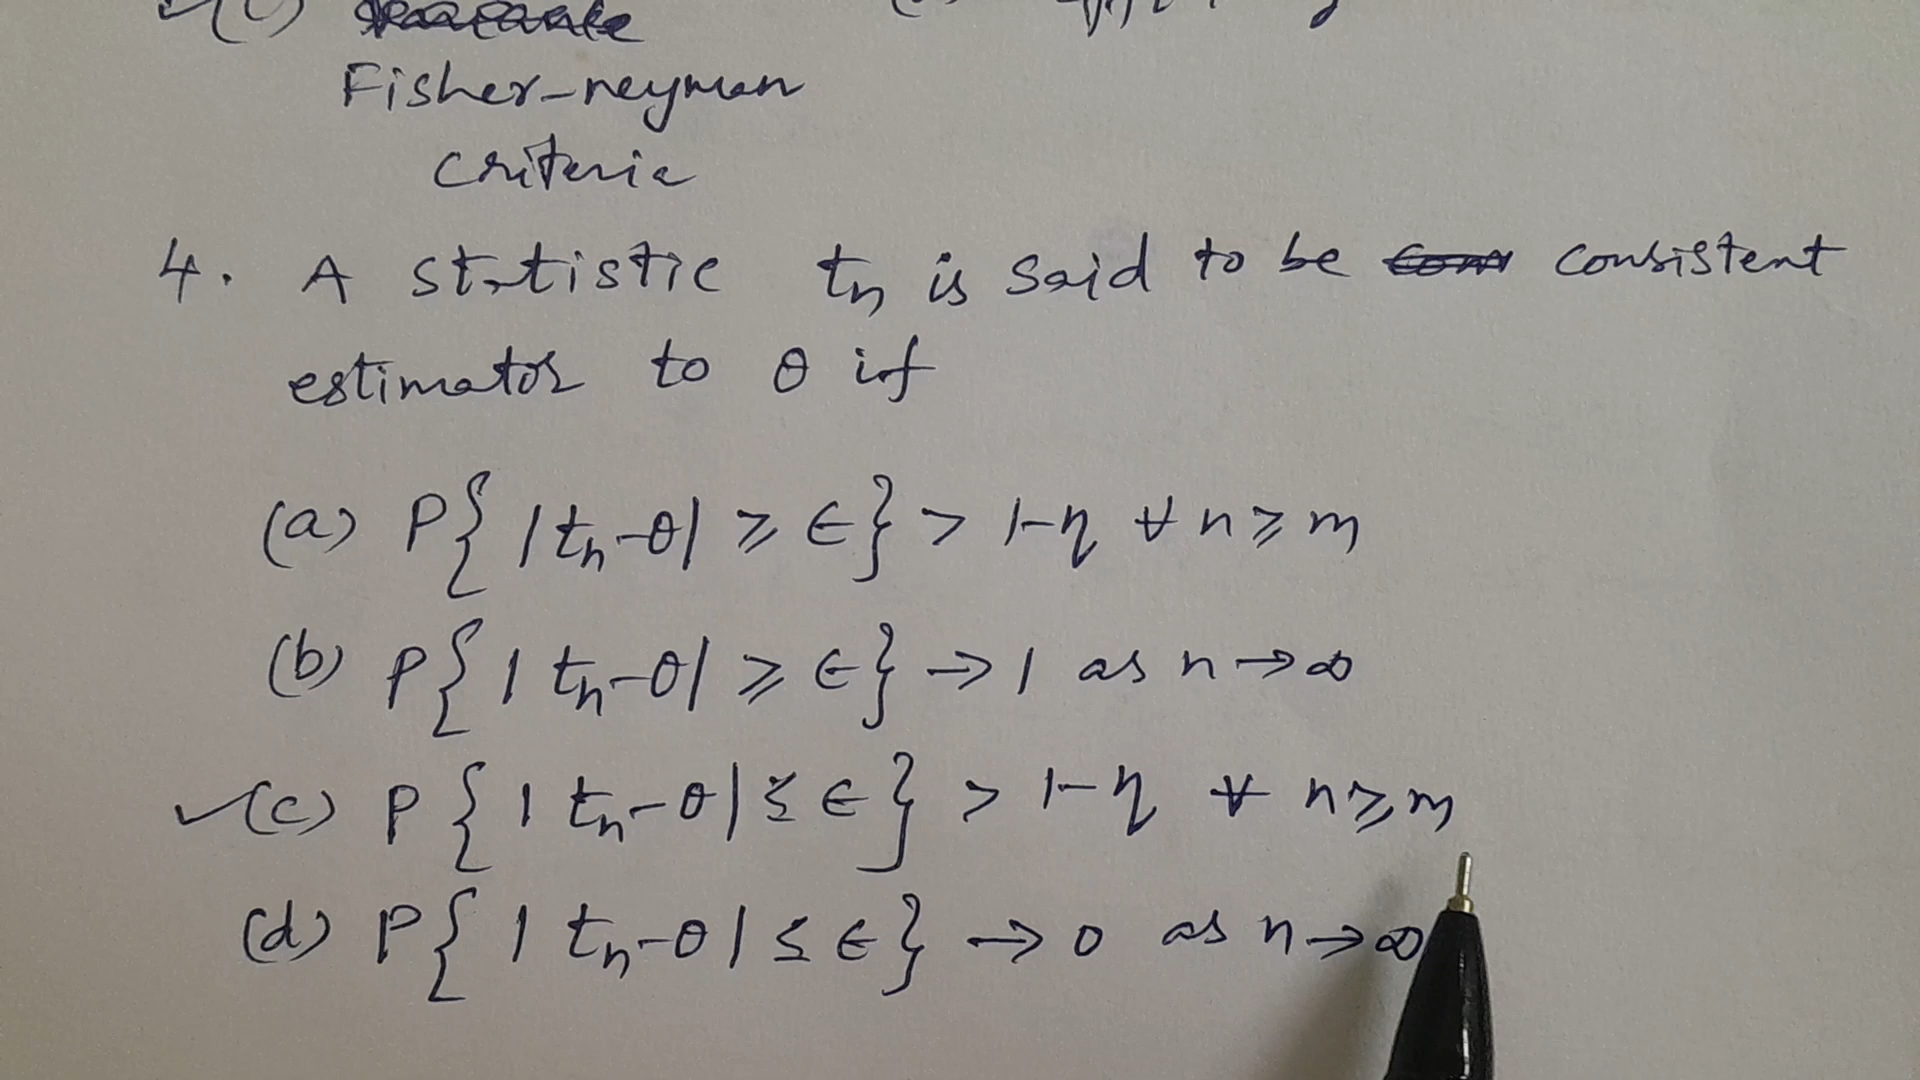 (c)
Fisher-neyman
criteria
4. A statistic tₙ is said to be consistent
estimator to θ if
(a) P{ |tₙ-θ| ⩾ ∈} > 1-η ∀ n ⩾ m
(b) P{ |tₙ-θ| ⩾ ∈} → 1 as n → ∞
✓(c) P{ |tₙ-θ| ≤ ∈} > 1-η ∀ n ⩾ m
(d) P{ |tₙ-θ| ≤ ∈} → 0 as n → ∞